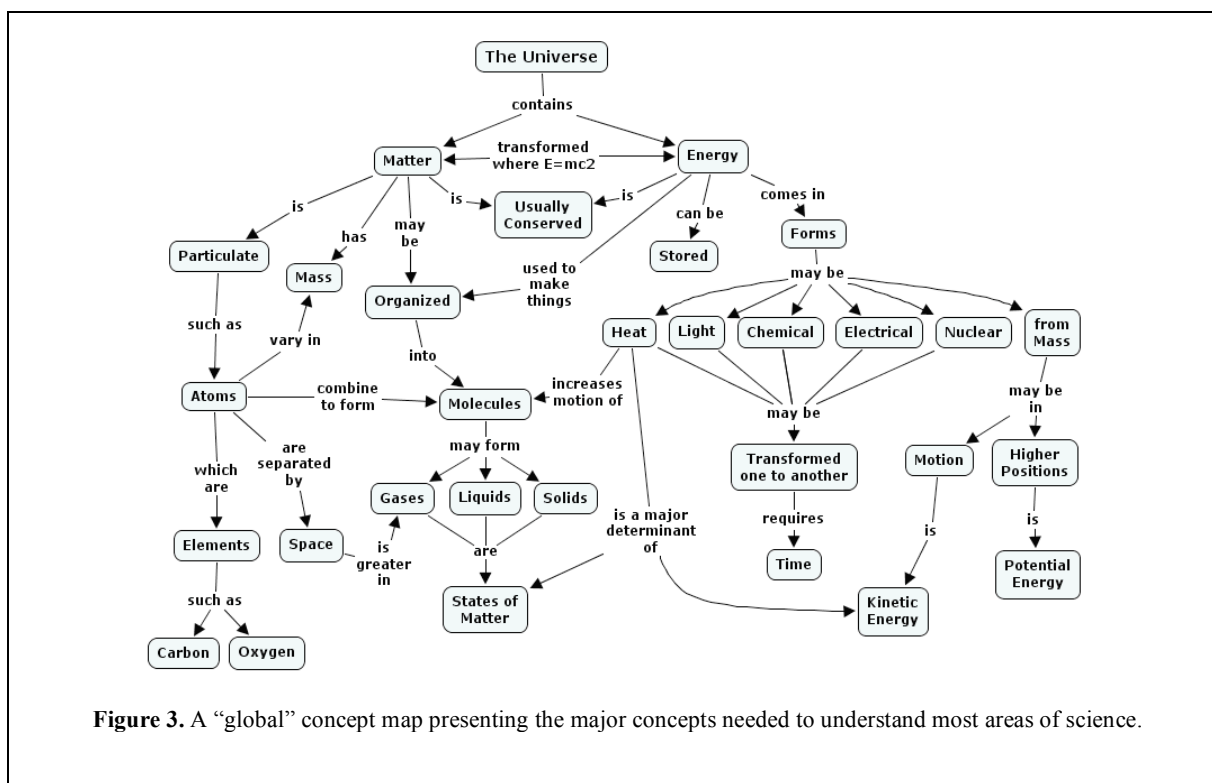 The Universe
contains
transformed
where E=mc2
Matter
Energy
is
has
may
be
is
Usually
Conserved
is
can be
comes in
Particulate
Mass
Organized
used to
make
things
Stored
Forms
may be
such as
vary in
into
Heat
Light
Chemical
Electrical
Nuclear
from
Mass
Atoms
combine
to form
Molecules
increases
motion of
may be
may be
in
which
are
are
separated
by
may form
Gases
Liquids
Solids
is a major
determinant
of
Transformed
one to another
Motion
Higher
Positions
Elements
Space
is
greater
in
are
requires
is
is
Time
such as
States of
Matter
Kinetic
Energy
Potential
Energy
Carbon
Oxygen
Figure 3. A “global” concept map presenting the major concepts needed to understand most areas of science.